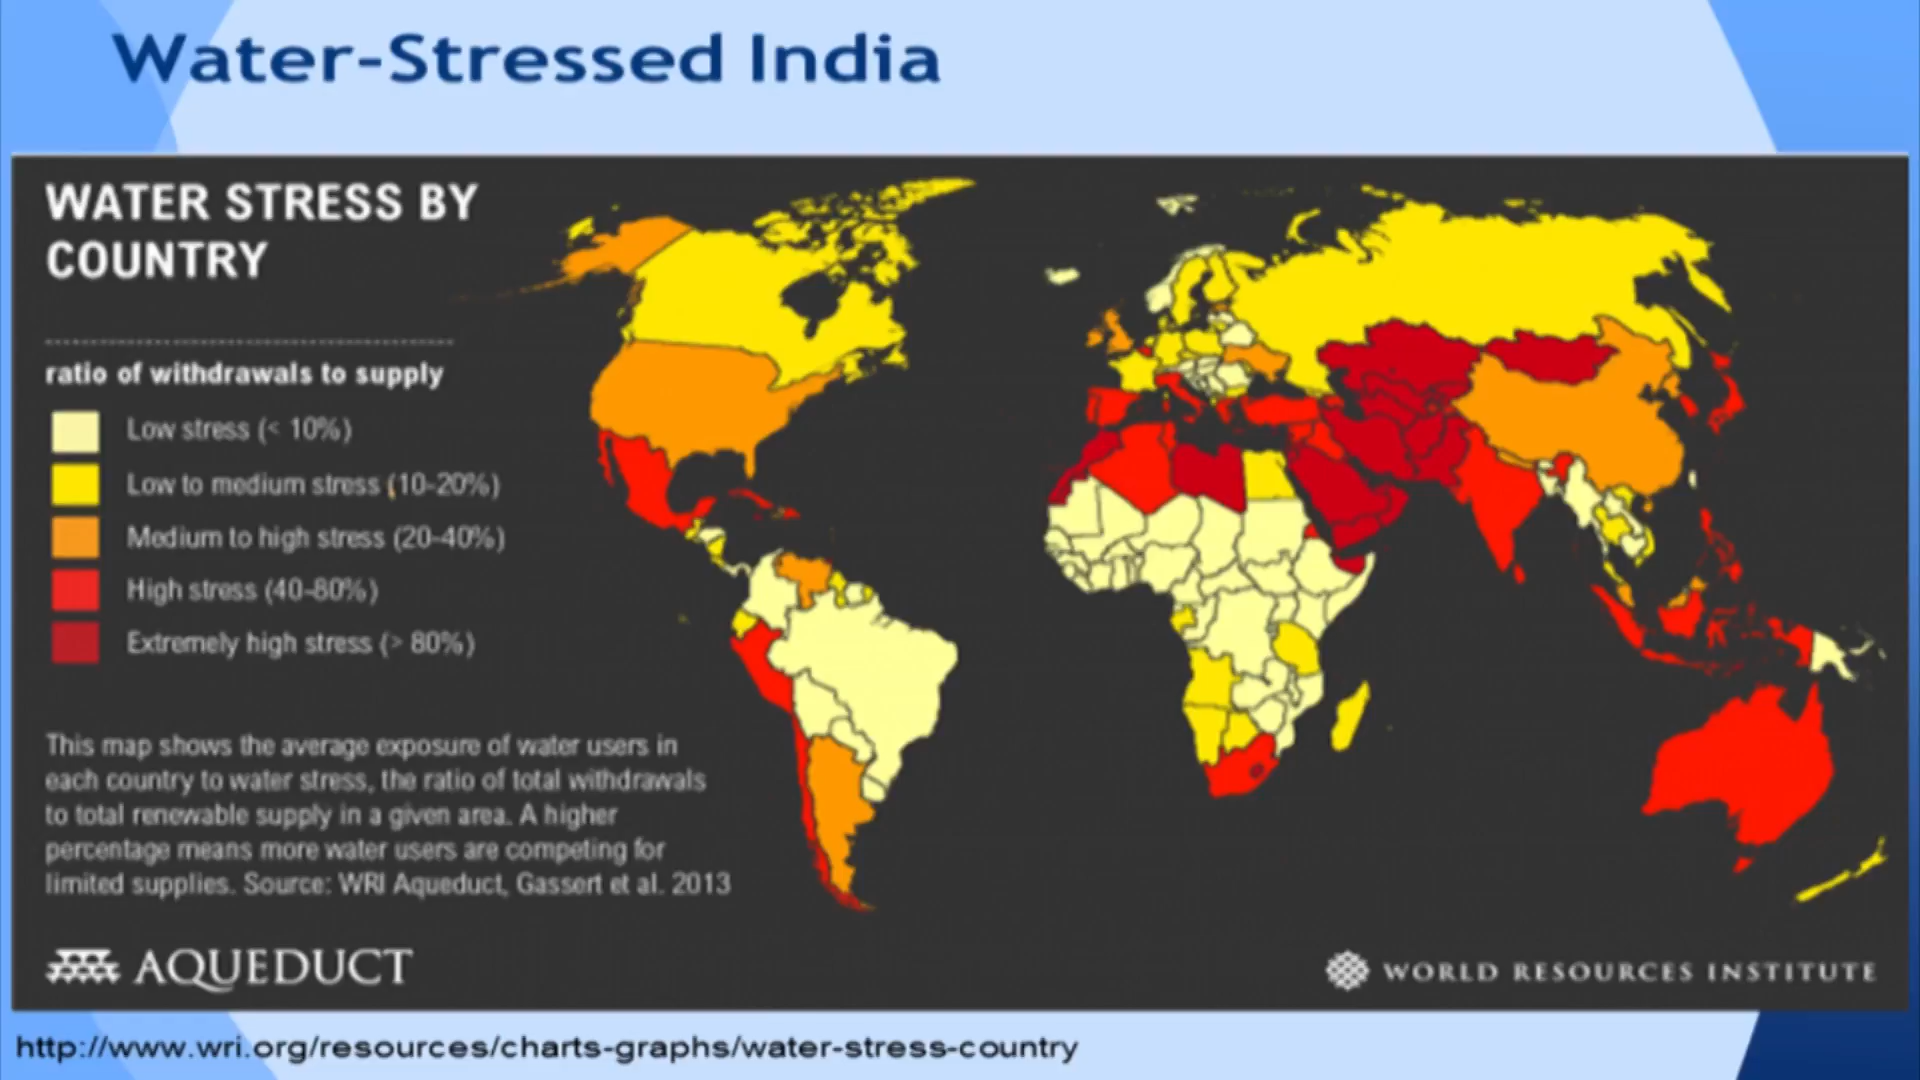 Water-Stressed India
WATER STRESS BY
COUNTRY
ratio of withdrawals to supply
Low stress (< 10%)
Low to medium stress (10-20%)
Medium to high stress (20-40%)
High stress (40-80%)
Extremely high stress (> 80%)
This map shows the average exposure of water users in
each country to water stress, the ratio of total withdrawals
to total renewable supply in a given area. A higher
percentage means more water users are competing for
limited supplies. Source: WRI Aqueduct, Gassert et al. 2013
AQUEDUCT
WORLD RESOURCES INSTITUTE
http://www.wri.org/resources/charts-graphs/water-stress-country